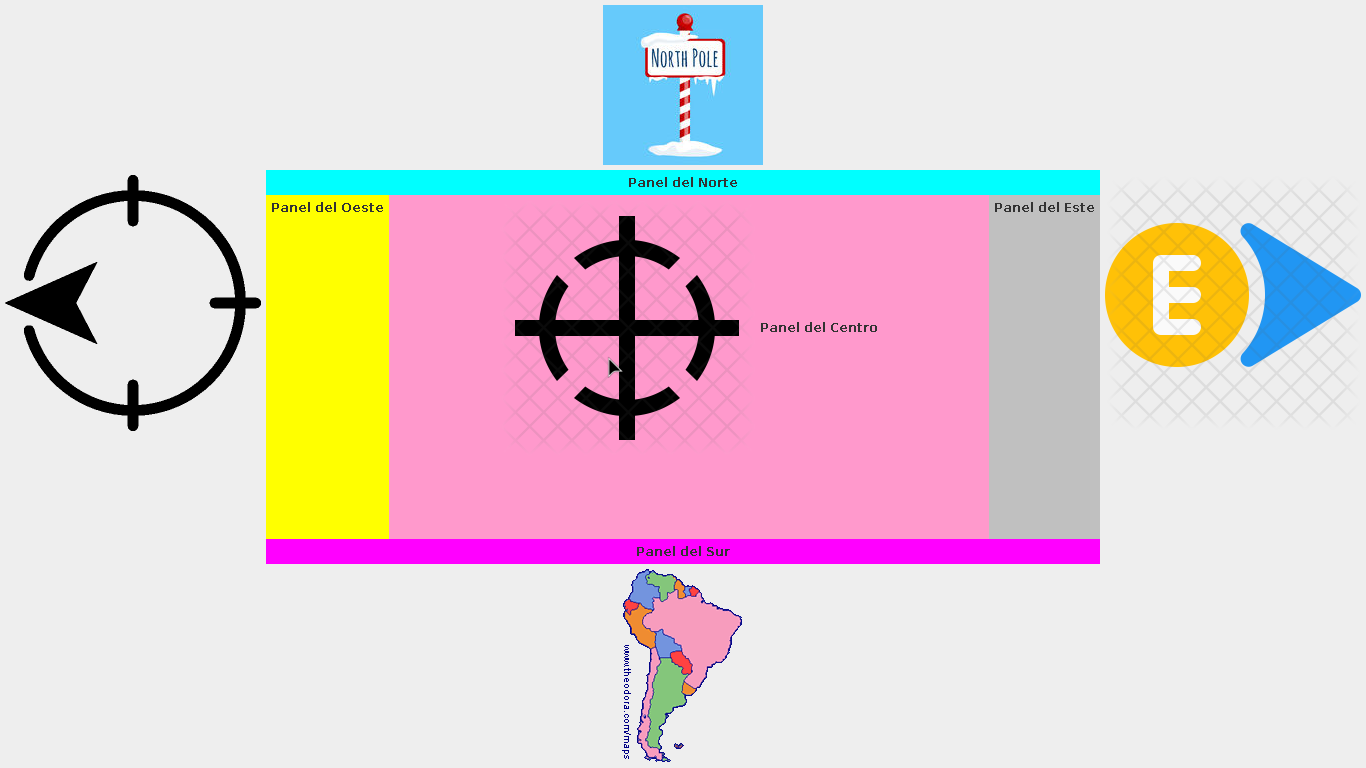 NORTH POLE
Panel del Norte
Panel del Oeste
Panel del Este
E
Panel del Centro
Panel del Sur
www.theodora.com/maps